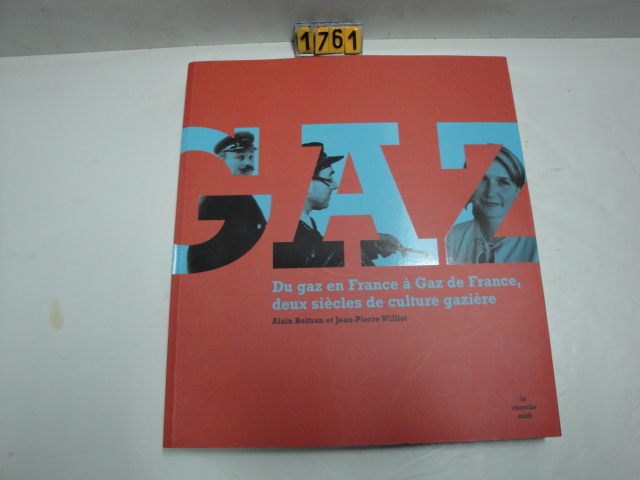 1761
GAZ
Du gaz en France à Gaz de France,
deux siècles de culture gazière
Alain Beltran et Jean-Pierre Williot
le
cherche
midi